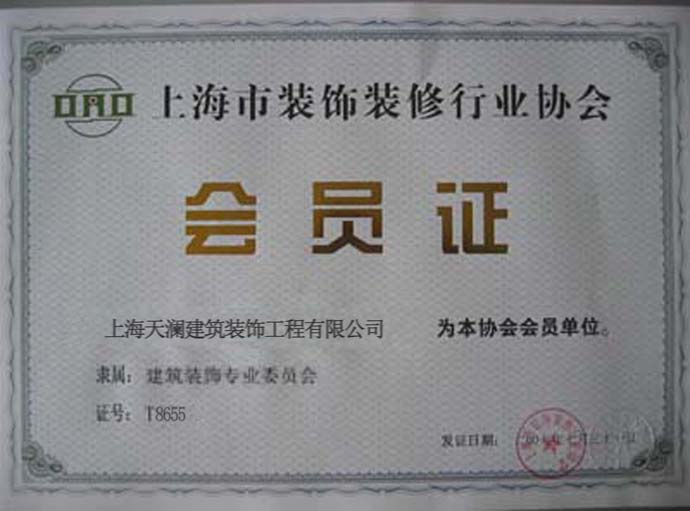 上海市装饰装修行业协会
会员证
上海天澜建筑装饰工程有限公司 为本协会会员单位。
隶属：建筑装饰专业委员会
证号：T8655
发证日期：